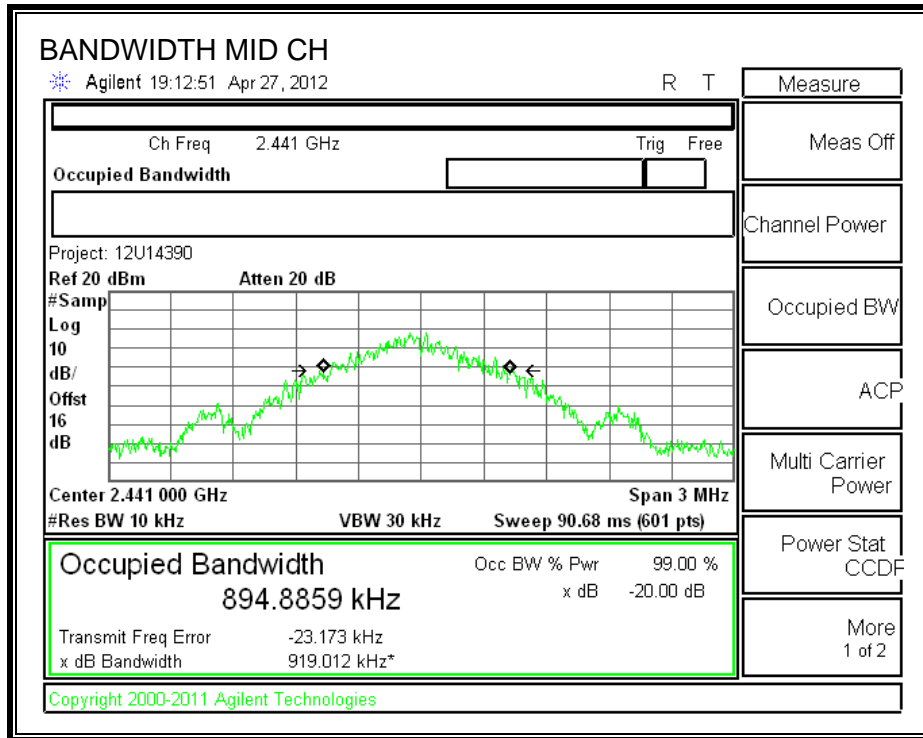 BANDWIDTH MID CH
Agilent 19:12:51 Apr 27, 2012 R T
Measure
Ch Freq 2.441 GHz Trig Free
Meas Off
Occupied Bandwidth
Channel Power
Project: 12U14390
Ref 20 dBm Atten 20 dB
#Samp
Log
10
dB/
Offst
16
dB
Occupied BW
ACP
Multi Carrier
Power
Center 2.441 000 GHz Span 3 MHz
#Res BW 10 kHz VBW 30 kHz Sweep 90.68 ms (601 pts)
Power Stat
CCDF
Occupied Bandwidth Occ BW % Pwr 99.00 %
894.8859 kHz x dB -20.00 dB
Transmit Freq Error -23.173 kHz
x dB Bandwidth 919.012 kHz*
More
1 of 2
Copyright 2000-2011 Agilent Technologies